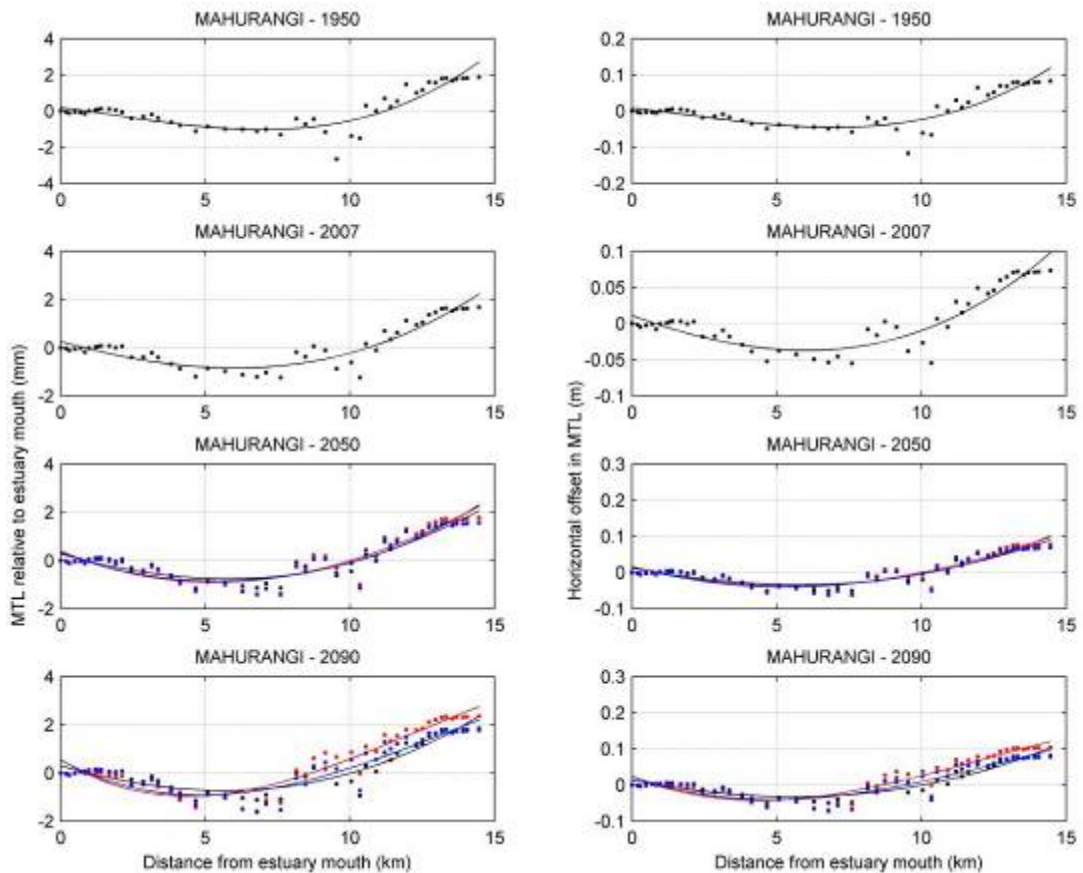 MAHURANGI - 1950
4
2
0
-2
-4
0 5 10 15
MAHURANGI - 1950
0.2
0.1
0
-0.1
-0.2
0 5 10 15
MAHURANGI - 2007
4
2
0
-2
0 5 10 15
MAHURANGI - 2007
0.1
0.05
0
-0.05
-0.1
0 5 10 15
MTL relative to estuary mouth (mm)
Horizontal offset in MTL (m)
MAHURANGI - 2050
4
2
0
-2
0 5 10 15
MAHURANGI - 2050
0.3
0.2
0.1
0
-0.1
0 5 10 15
MAHURANGI - 2090
4
2
0
-2
0 5 10 15
Distance from estuary mouth (km)
MAHURANGI - 2090
0.3
0.2
0.1
0
-0.1
0 5 10 15
Distance from estuary mouth (km)